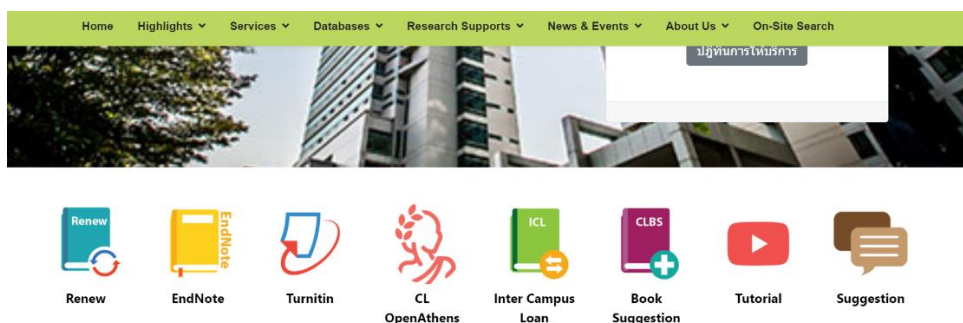 Home Highlights Services Databases Research Supports News & Events About Us On-Site Search
ปฏิทินการให้บริการ
Renew EndNote ICL CLBS
Renew EndNote Turnitin CL OpenAthens Inter Campus Loan Book Suggestion Tutorial Suggestion